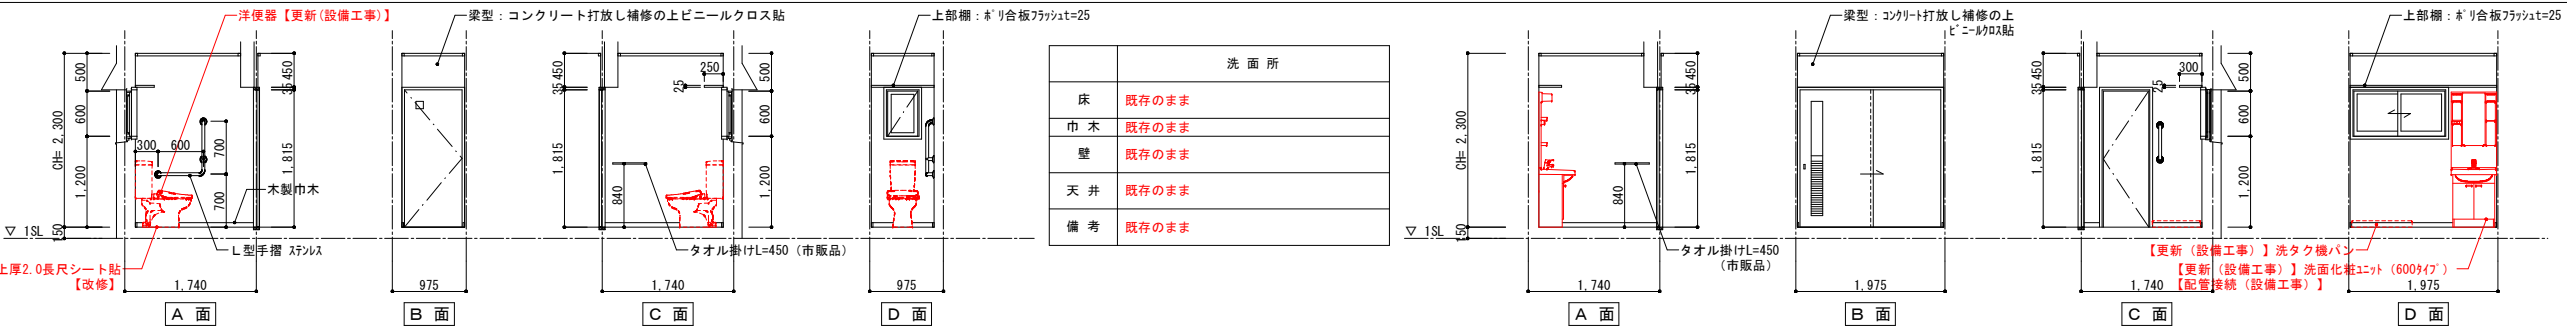 洋便器【更新(設備工事)】
梁型：コンクリート打放し補修の上ビニールクロス貼
上部棚：ポリ合板フラッシュt=25
梁型：コンクリート打放し補修の上
ビニールクロス貼
上部棚：ポリ合板フラッシュt=25
500
600
1,200
CH= 2,300
150
▽ 1SL
300
600
700
700
35
450
1,815
木製巾木
L型手摺 ステンレス
上厚2.0長尺シート貼
【改修】
1,740
A 面
975
B 面
35
450
1,815
25
250
840
500
600
1,200
タオル掛けL=450（市販品）
1,740
C 面
975
D 面
洗 面 所
床 既存のまま
巾 木 既存のまま
壁 既存のまま
天 井 既存のまま
備 考 既存のまま
CH= 2,300
150
▽ 1SL
35
450
1,815
840
タオル掛けL=450
（市販品）
1,740
A 面
1,975
B 面
35
450
1,815
25
300
500
600
1,200
1,740
C 面
【更新（設備工事）】洗タク機パン
【更新（設備工事）】洗面化粧ユニット（600タイプ）
【配管接続（設備工事）】
1,975
D 面